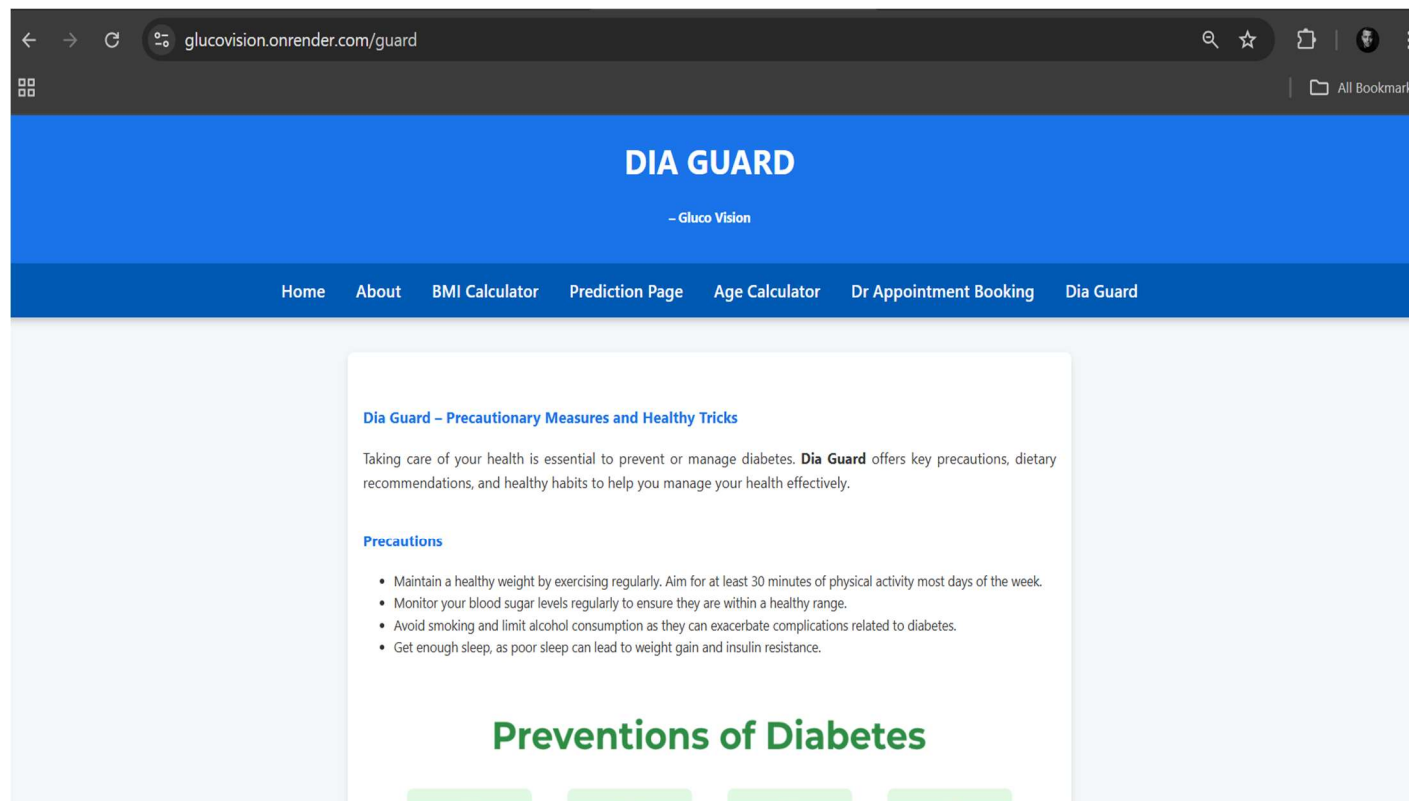 glucovision.onrender.com/guard
All Bookmark
DIA GUARD
– Gluco Vision
Home About BMI Calculator Prediction Page Age Calculator Dr Appointment Booking Dia Guard
Dia Guard – Precautionary Measures and Healthy Tricks
Taking care of your health is essential to prevent or manage diabetes. Dia Guard offers key precautions, dietary
recommendations, and healthy habits to help you manage your health effectively.
Precautions
• Maintain a healthy weight by exercising regularly. Aim for at least 30 minutes of physical activity most days of the week.
• Monitor your blood sugar levels regularly to ensure they are within a healthy range.
• Avoid smoking and limit alcohol consumption as they can exacerbate complications related to diabetes.
• Get enough sleep, as poor sleep can lead to weight gain and insulin resistance.
Preventions of Diabetes